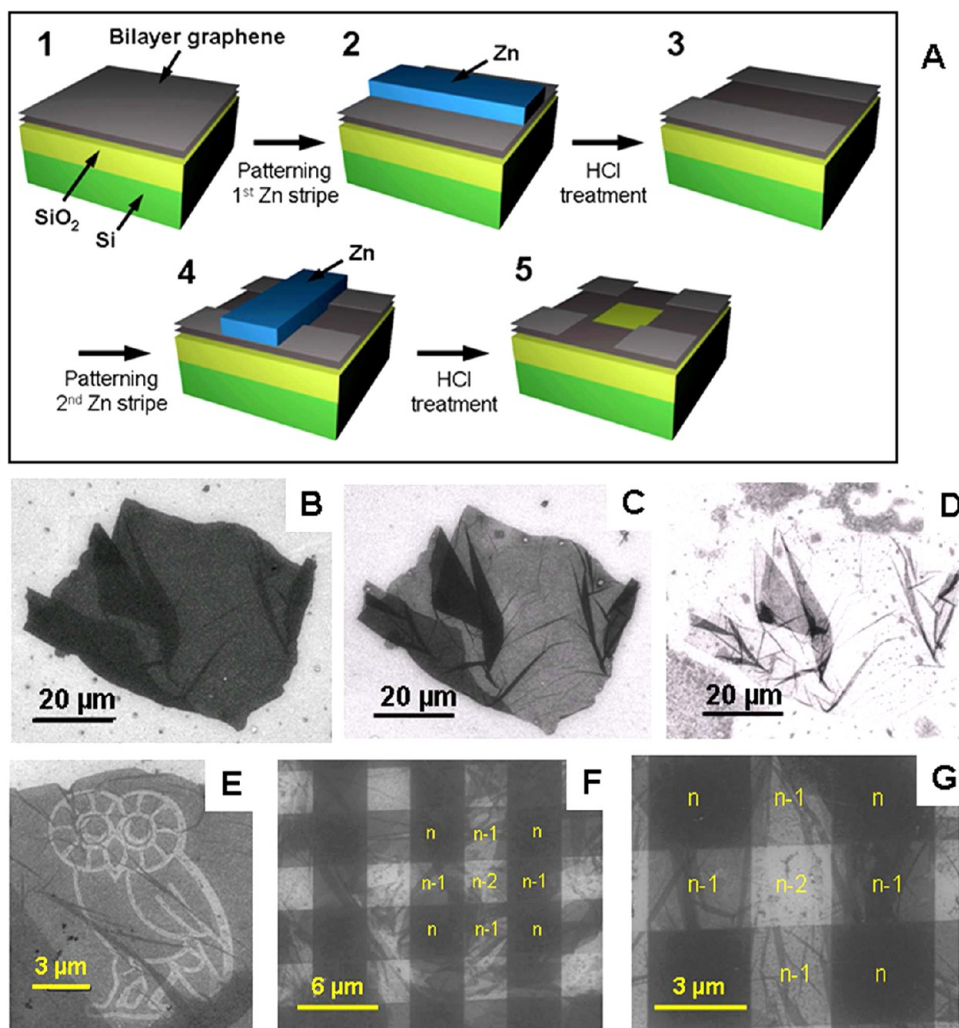 A
1
Bilayer graphene
SiO2
Si
Patterning
1st Zn stripe
2
Zn
HCl
treatment
3
Patterning
2nd Zn stripe
4
Zn
HCl
treatment
5
B
20 µm
C
20 µm
D
20 µm
E
3 µm
F
n n-1 n
n-1 n-2 n-1
n n-1 n
6 µm
G
n n-1 n
n-1 n-2 n-1
n-1 n
3 µm